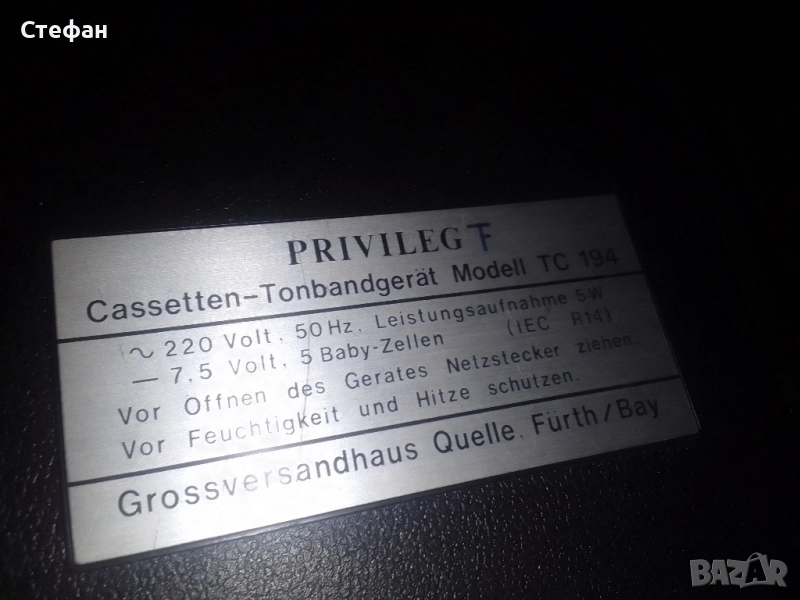 Стефан
PRIVILEG
Cassetten-Tonbandgerät Modell TC 194
~ 220 Volt, 50 Hz, Leistungsaufnahme 5W
— 7,5 Volt, 5 Baby-Zellen (IEC R14)
Vor Offnen des Gerates Netzstecker ziehen.
Vor Feuchtigkeit und Hitze schutzen.
Grossversandhaus Quelle, Fürth/Bay
BAZAR